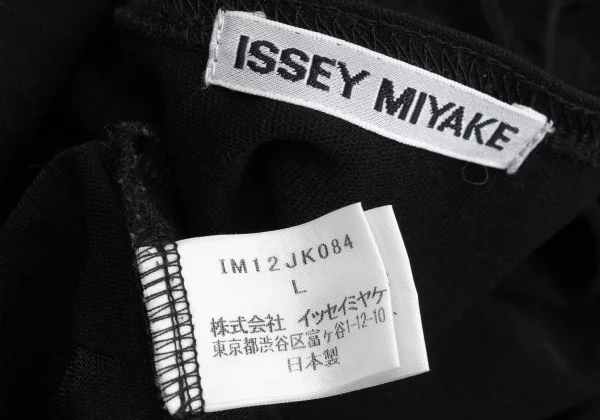 ISSEY MIYAKE
IM12JK084
L
株式会社 イッセイミヤケ
東京都渋谷区富ヶ谷1-12-10
日本製